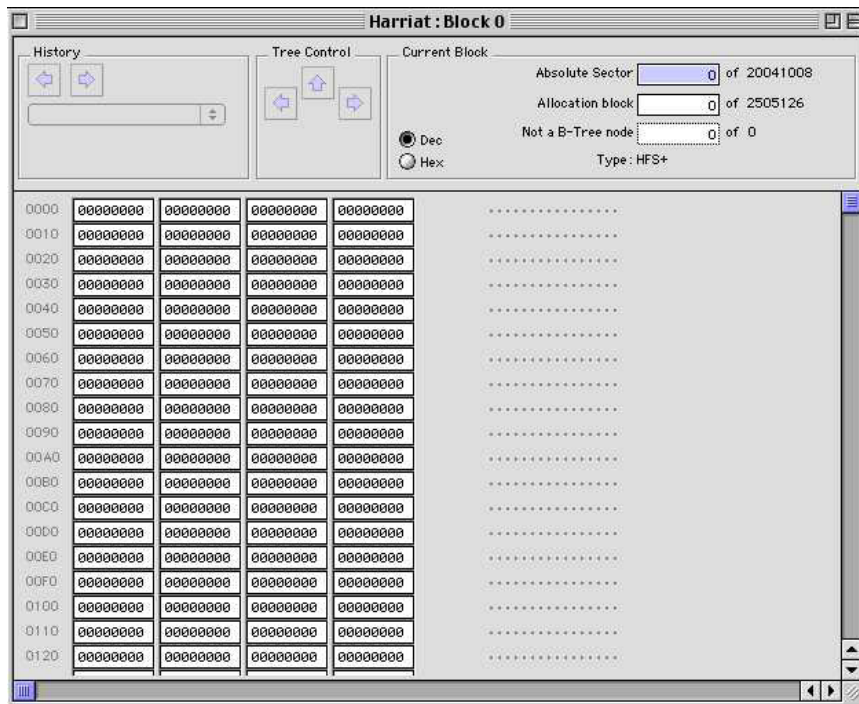 Harriat : Block 0
History
Tree Control
Current Block
Absolute Sector 0 of 20041008
Allocation block 0 of 2505126
Dec
Not a B-Tree node 0 of 0
Hex
Type : HFS+
0000 00000000 00000000 00000000 00000000 ................
0010 00000000 00000000 00000000 00000000 ................
0020 00000000 00000000 00000000 00000000 ................
0030 00000000 00000000 00000000 00000000 ................
0040 00000000 00000000 00000000 00000000 ................
0050 00000000 00000000 00000000 00000000 ................
0060 00000000 00000000 00000000 00000000 ................
0070 00000000 00000000 00000000 00000000 ................
0080 00000000 00000000 00000000 00000000 ................
0090 00000000 00000000 00000000 00000000 ................
00A0 00000000 00000000 00000000 00000000 ................
00B0 00000000 00000000 00000000 00000000 ................
00C0 00000000 00000000 00000000 00000000 ................
00D0 00000000 00000000 00000000 00000000 ................
00E0 00000000 00000000 00000000 00000000 ................
00F0 00000000 00000000 00000000 00000000 ................
0100 00000000 00000000 00000000 00000000 ................
0110 00000000 00000000 00000000 00000000 ................
0120 00000000 00000000 00000000 00000000 ................